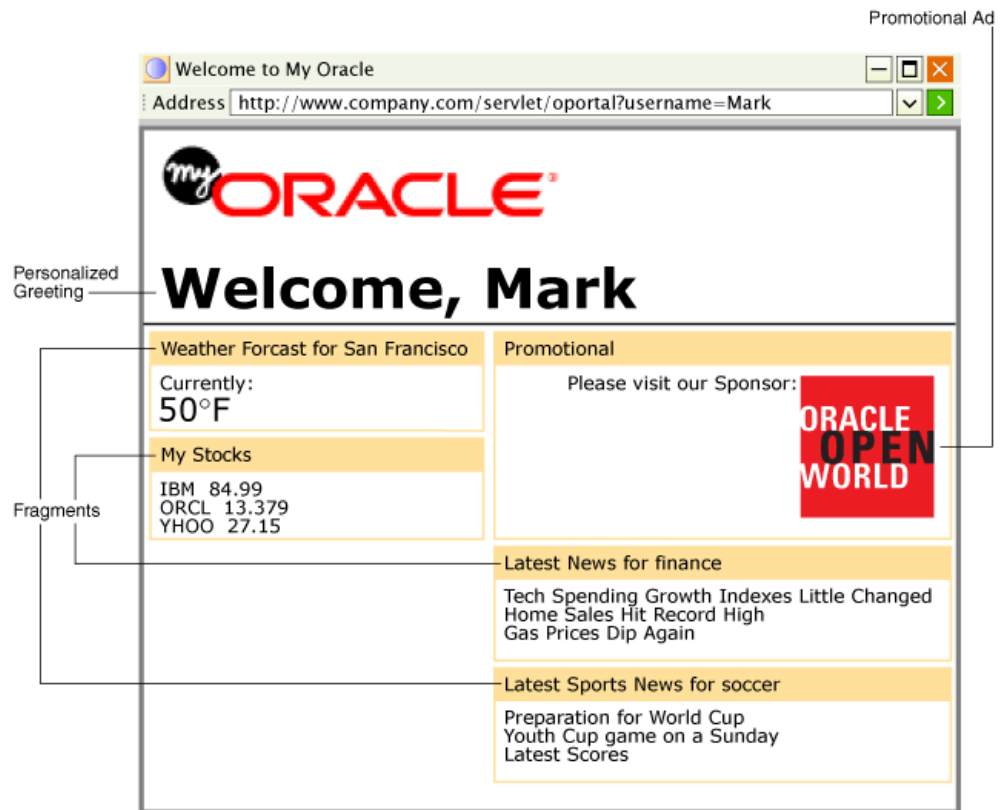 Promotional Ad
Welcome to My Oracle
Address http://www.company.com/servlet/oportal?username=Mark
my ORACLE®
Personalized
Greeting
Welcome, Mark
Weather Forcast for San Francisco
Currently:
50°F
My Stocks
IBM 84.99
ORCL 13.379
YHOO 27.15
Fragments
Promotional
Please visit our Sponsor:
ORACLE
OPEN
WORLD
Latest News for finance
Tech Spending Growth Indexes Little Changed
Home Sales Hit Record High
Gas Prices Dip Again
Latest Sports News for soccer
Preparation for World Cup
Youth Cup game on a Sunday
Latest Scores